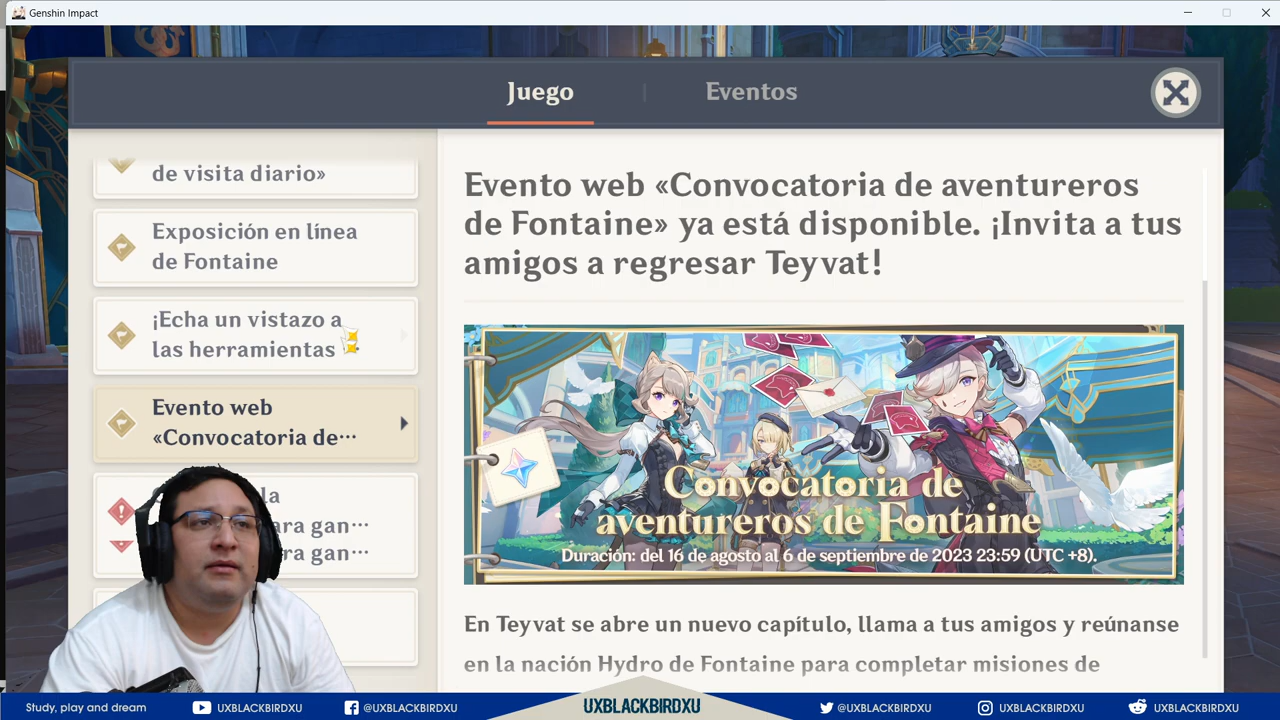 Genshin Impact
Juego
Eventos
de visita diario»
Exposición en línea
de Fontaine
¡Echa un vistazo a
las herramientas
Evento web
«Convocatoria de···
la
ara gan···
ra gan···
Evento web «Convocatoria de aventureros
de Fontaine» ya está disponible. ¡Invita a tus
amigos a regresar Teyvat!
Convocatoria de
aventureros de Fontaine
Duración: del 16 de agosto al 6 de septiembre de 2023 23:59 (UTC +8).
En Teyvat se abre un nuevo capítulo, llama a tus amigos y reúnanse
en la nación Hydro de Fontaine para completar misiones de
Study, play and dream
UXBLACKBIRDXU
@UXBLACKBIRDXU
UXBLACKBIRDXU
@UXBLACKBIRDXU
UXBLACKBIRDXU
UXBLACKBIRDXU